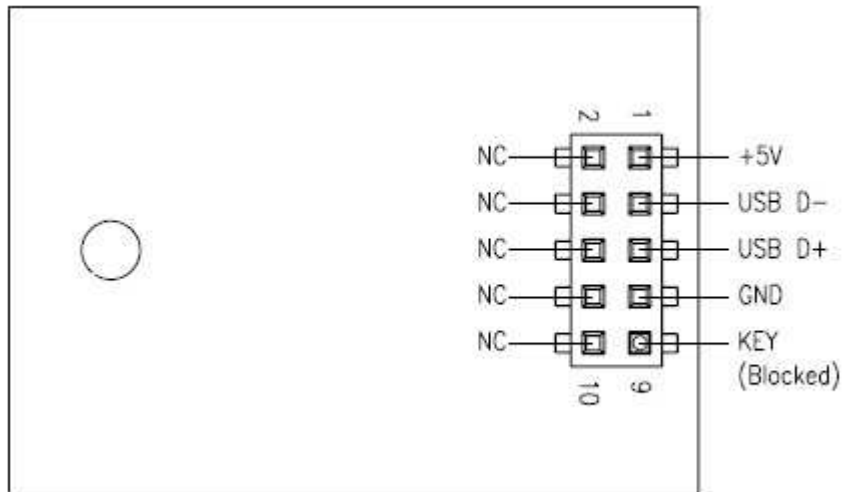 2 1
NC +5V
NC USB D-
NC USB D+
NC GND
NC KEY
(Blocked)
10 9